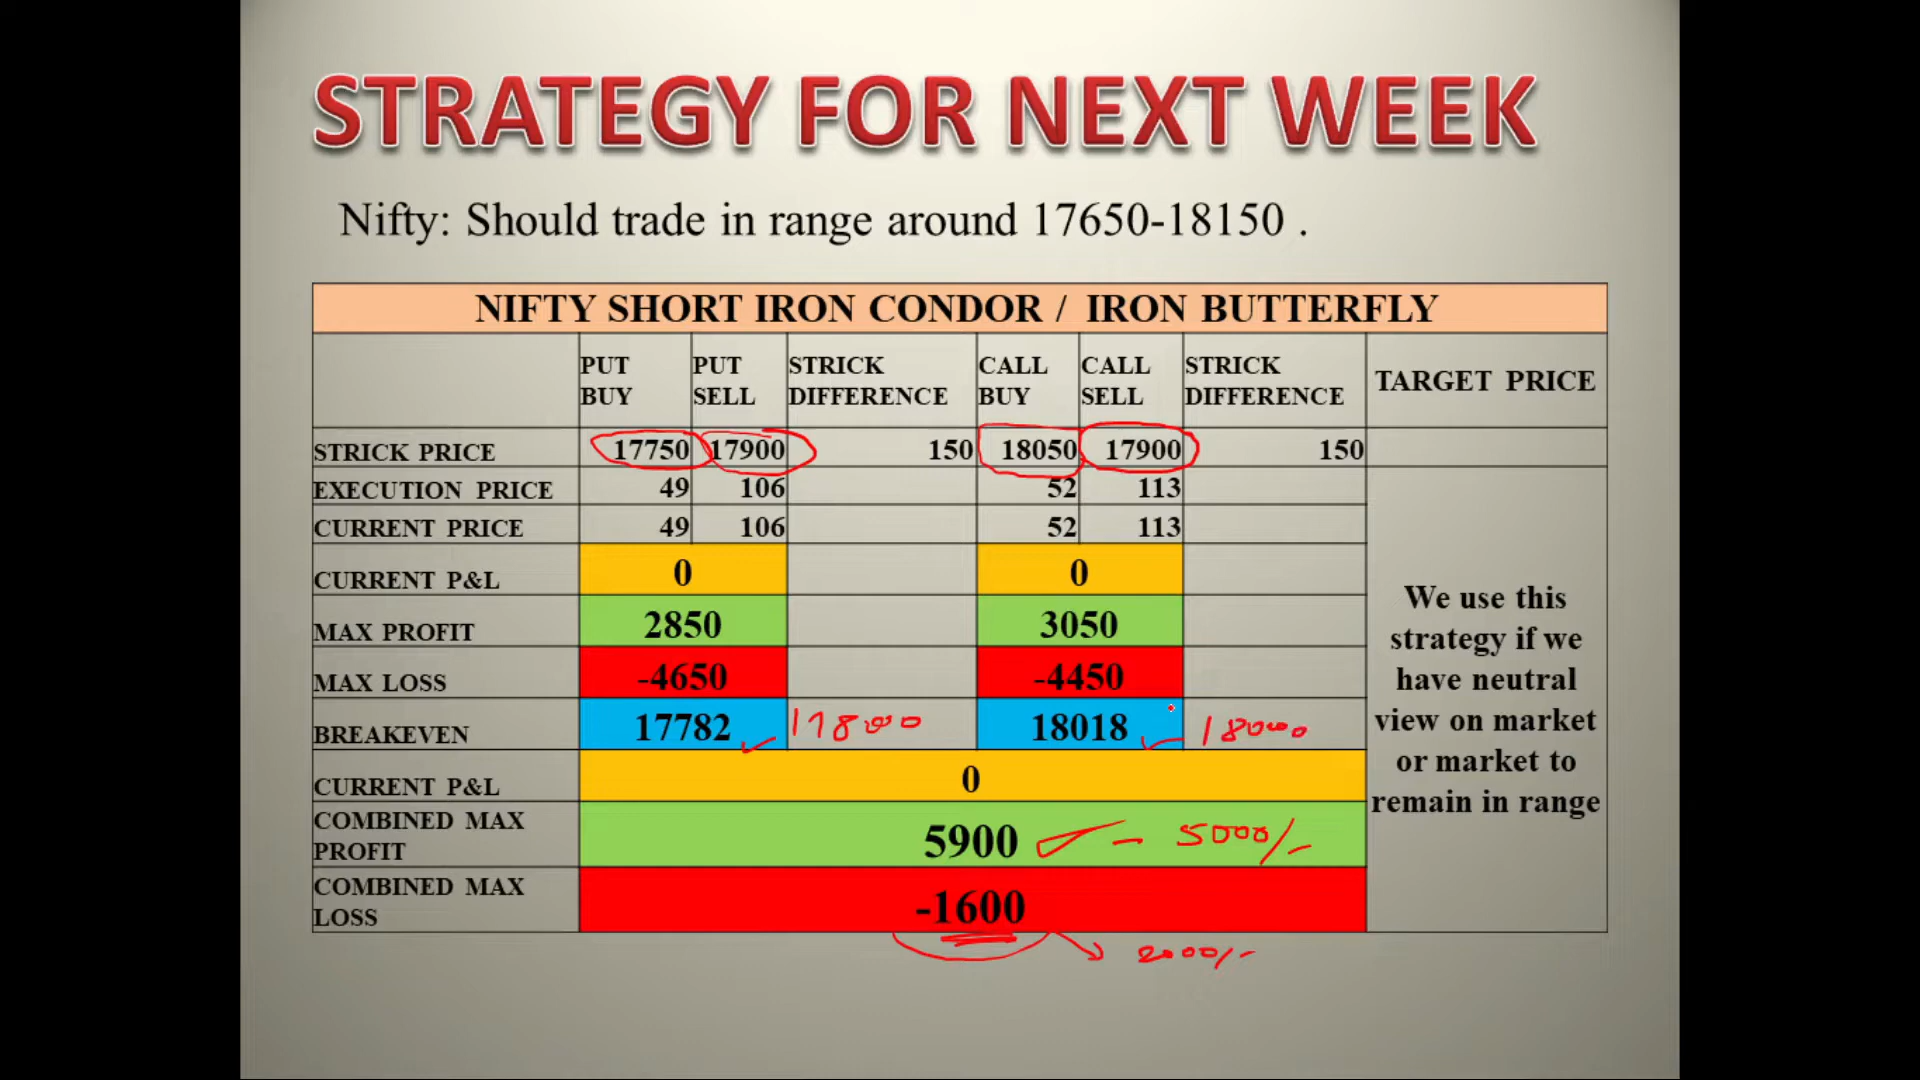 STRATEGY FOR NEXT WEEK
Nifty: Should trade in range around 17650-18150 .
NIFTY SHORT IRON CONDOR / IRON BUTTERFLY
PUT BUY PUT SELL STRICK DIFFERENCE CALL BUY CALL SELL STRICK DIFFERENCE TARGET PRICE
STRICK PRICE 17750 17900 150 18050 17900 150
EXECUTION PRICE 49 106 52 113
CURRENT PRICE 49 106 52 113
CURRENT P&L 0 0
MAX PROFIT 2850 3050
MAX LOSS -4650 -4450
BREAKEVEN 17782 18018
CURRENT P&L 0
COMBINED MAX PROFIT 5900 - 5000/-
COMBINED MAX LOSS -1600
2000/-
We use this
strategy if we
have neutral
view on market
or market to
remain in range